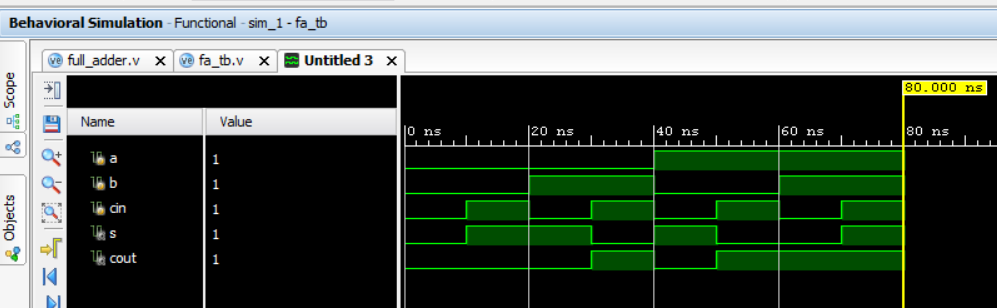 Behavioral Simulation - Functional - sim_1 - fa_tb
full_adder.v
fa_tb.v
Untitled 3
Scope
Objects
Name Value
a 1
b 1
cin 1
s 1
cout 1
80.000 ns
0 ns 20 ns 40 ns 60 ns 80 ns